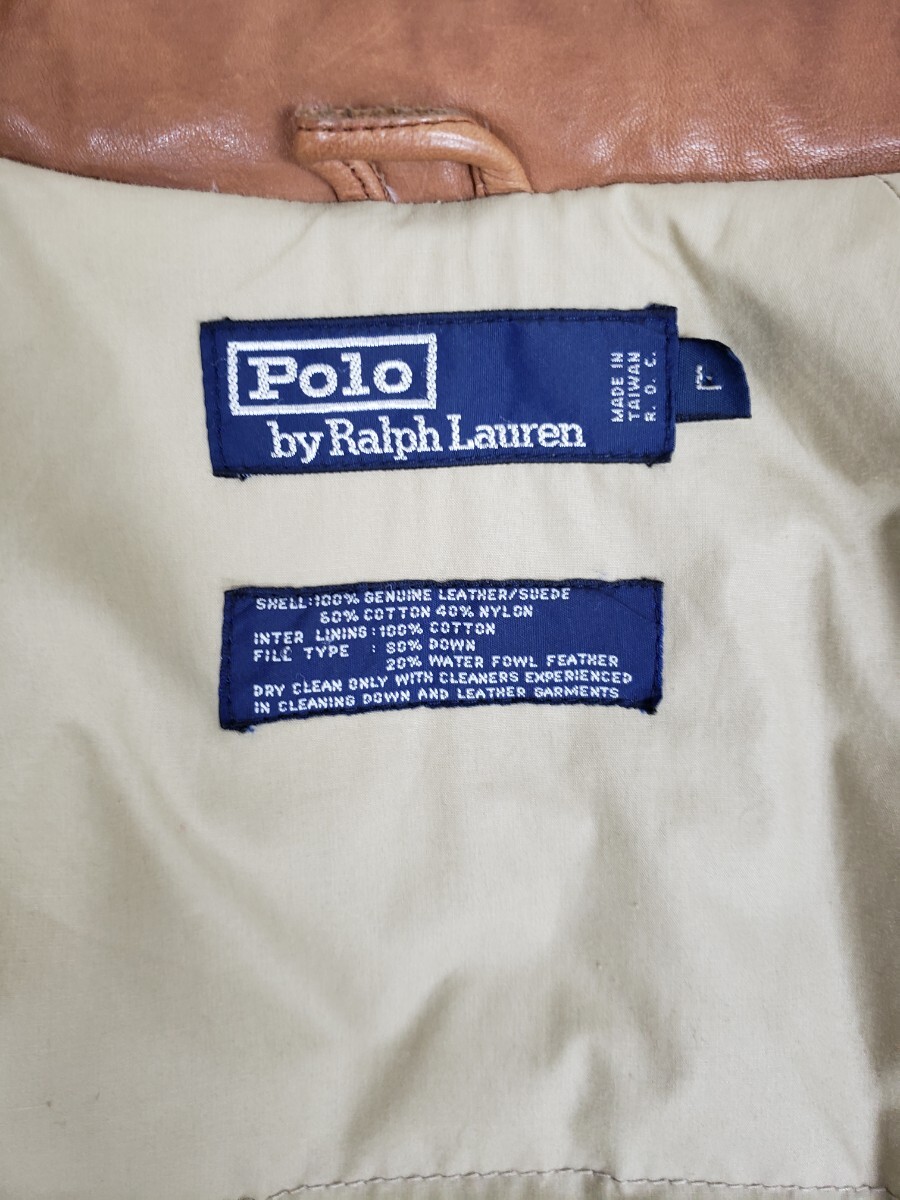 Polo
by Ralph Lauren
MADE IN
TAIWAN
R. O. C.
L
SHELL:100% GENUINE LEATHER/SUEDE
60% COTTON 40% NYLON
INTER LINING:100% COTTON
FILL TYPE : 80% DOWN
20% WATER FOWL FEATHER
DRY CLEAN ONLY WITH CLEANERS EXPERIENCED
IN CLEANING DOWN AND LEATHER GARMENTS